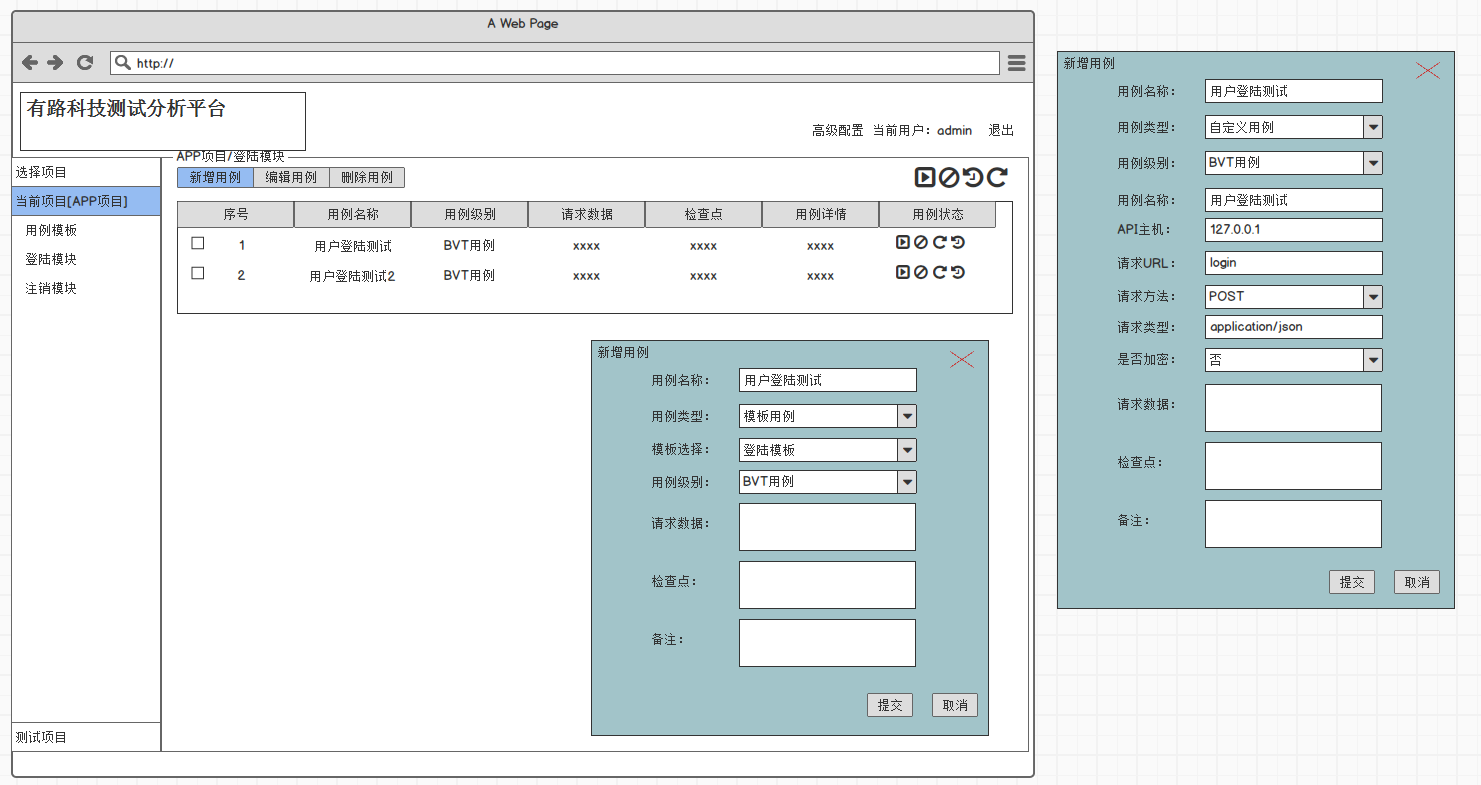 A Web Page
http://
有路科技测试分析平台
高级配置 当前用户：admin 退出
选择项目
当前项目[APP项目]
用例模板
登陆模块
注销模块
测试项目
APP项目/登陆模块
新增用例 编辑用例 删除用例
序号 用例名称 用例级别 请求数据 检查点 用例详情 用例状态
1 用户登陆测试 BVT用例 xxxx xxxx xxxx
2 用户登陆测试2 BVT用例 xxxx xxxx xxxx
新增用例
用例名称： 用户登陆测试
用例类型： 模板用例
模板选择： 登陆模板
用例级别： BVT用例
请求数据：
检查点：
备注：
提交 取消
新增用例
用例名称： 用户登陆测试
用例类型： 自定义用例
用例级别： BVT用例
用例名称： 用户登陆测试
API主机： 127.0.0.1
请求URL： login
请求方法： POST
请求类型： application/json
是否加密： 否
请求数据：
检查点：
备注：
提交 取消